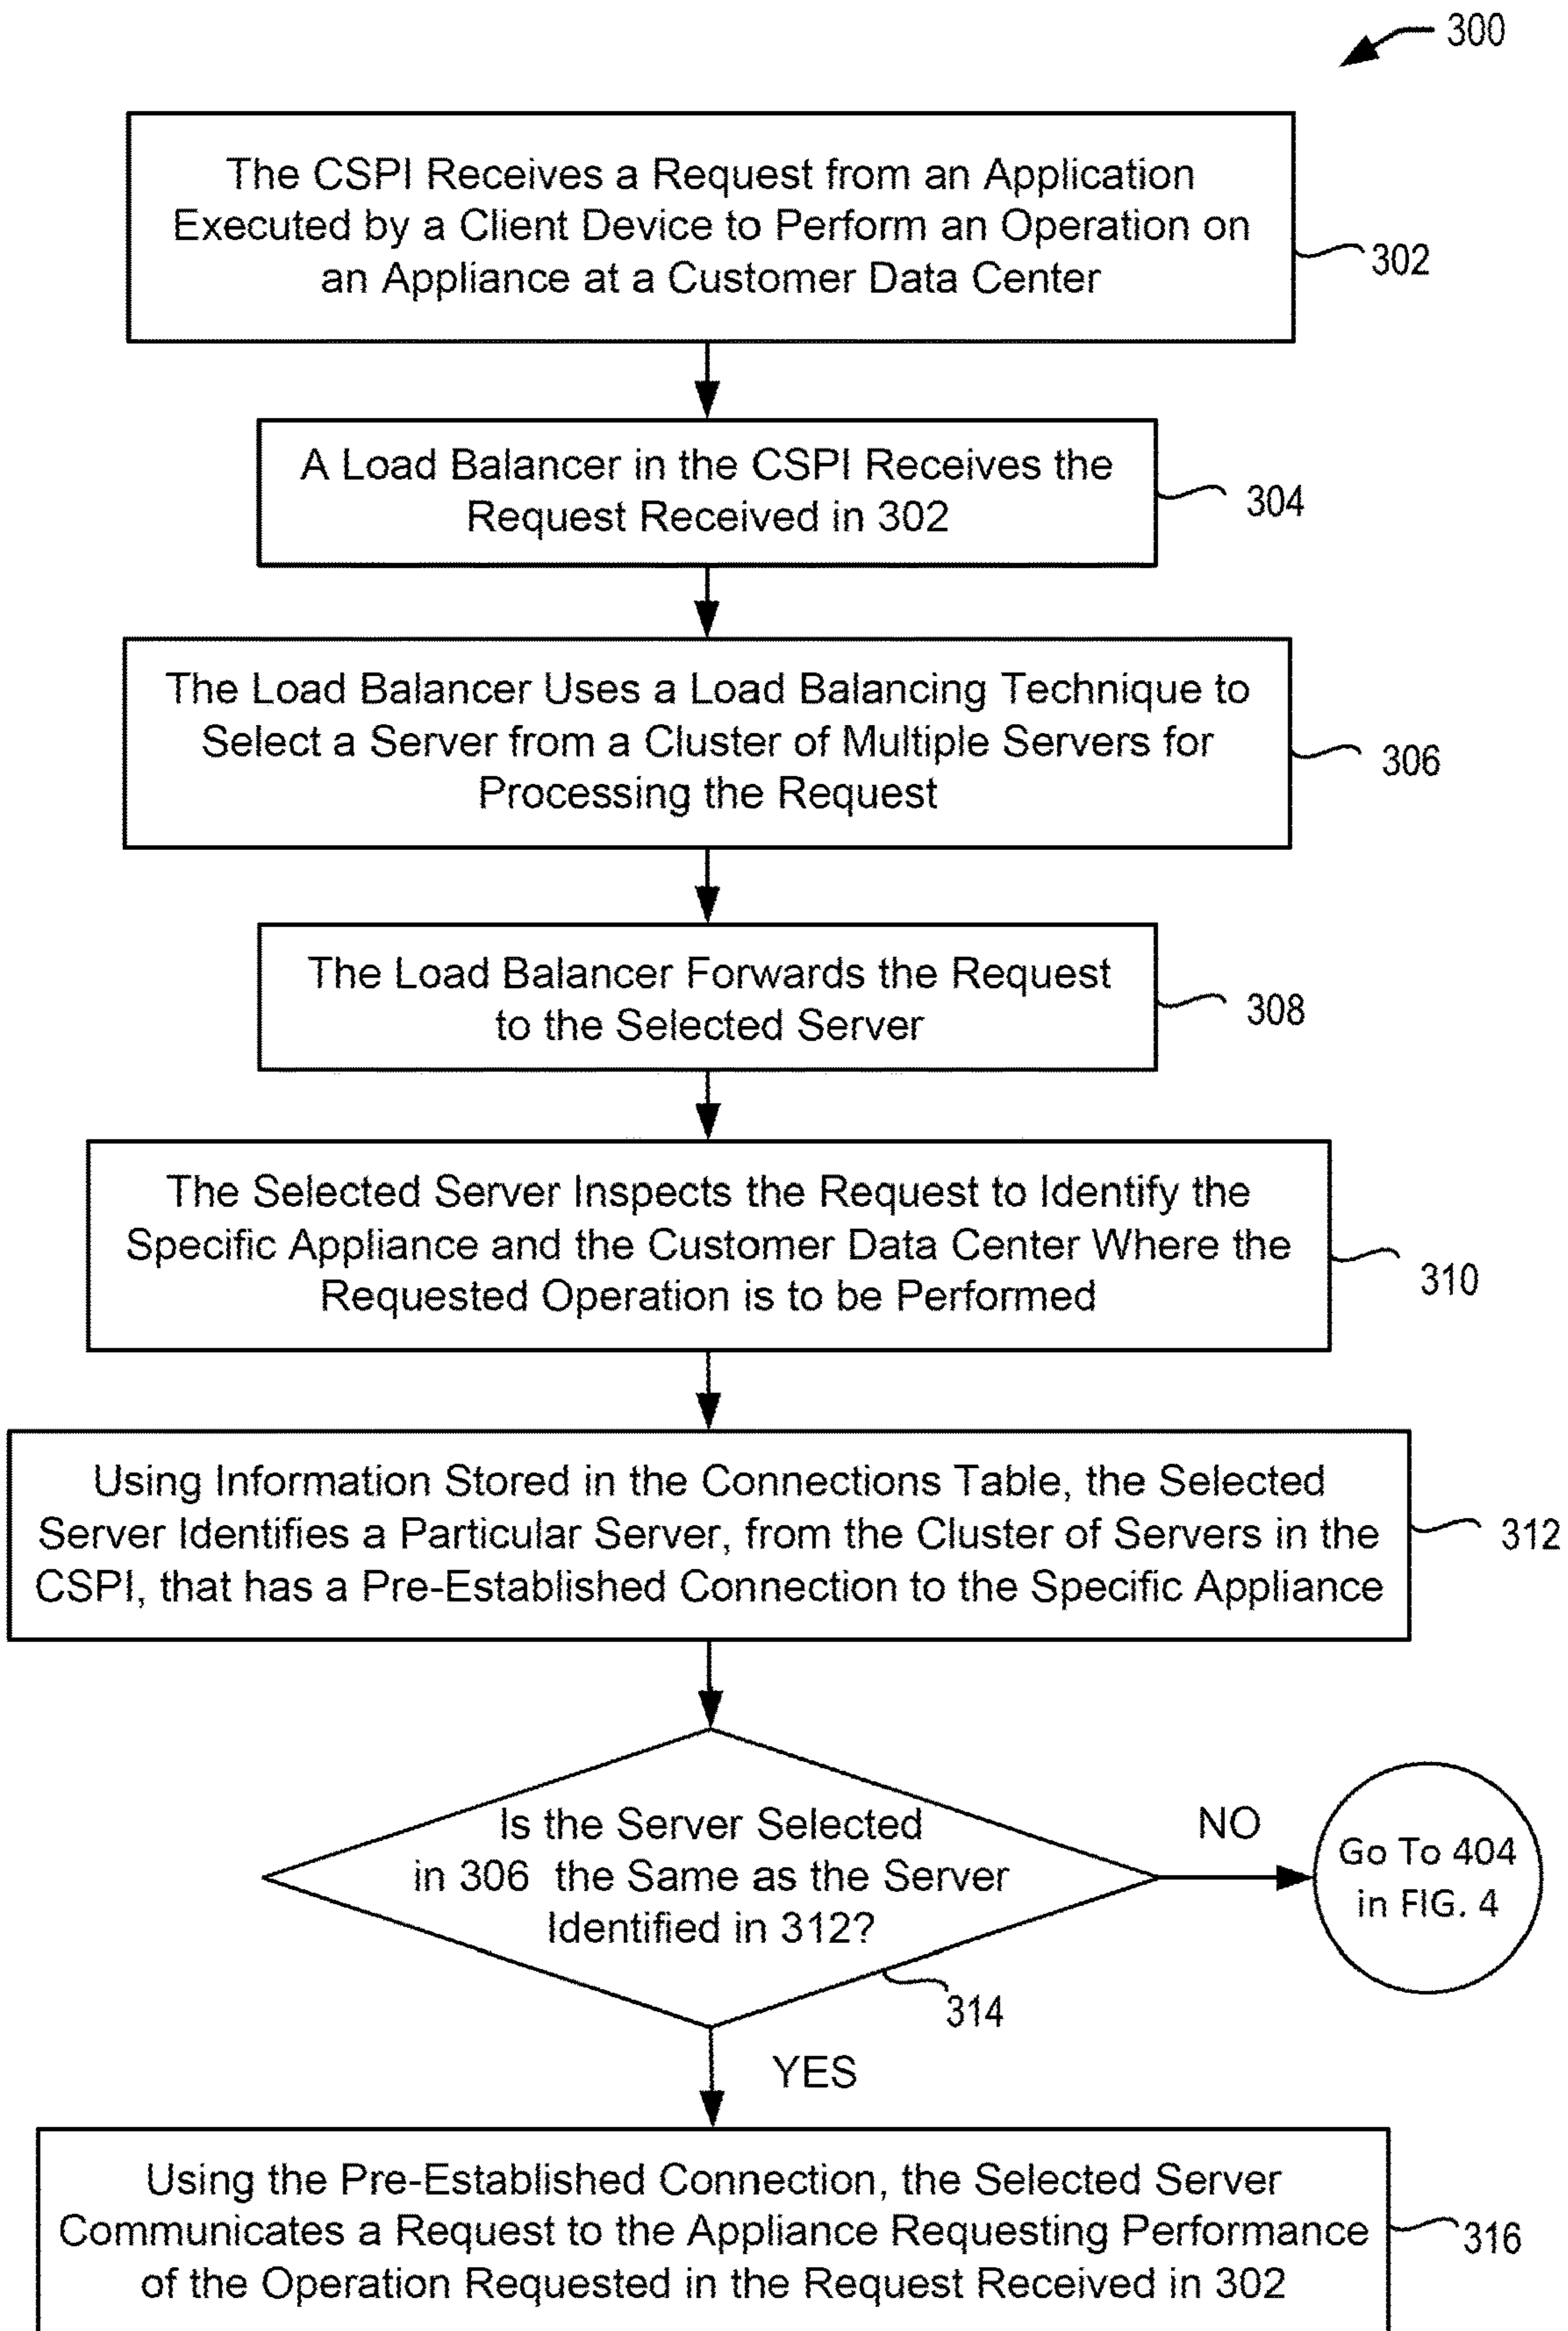 300
The CSPI Receives a Request from an Application
Executed by a Client Device to Perform an Operation on
an Appliance at a Customer Data Center
302
A Load Balancer in the CSPI Receives the
Request Received in 302
304
The Load Balancer Uses a Load Balancing Technique to
Select a Server from a Cluster of Multiple Servers for
Processing the Request
306
The Load Balancer Forwards the Request
to the Selected Server
308
The Selected Server Inspects the Request to Identify the
Specific Appliance and the Customer Data Center Where the
Requested Operation is to be Performed
310
Using Information Stored in the Connections Table, the Selected
Server Identifies a Particular Server, from the Cluster of Servers in the
CSPI, that has a Pre-Established Connection to the Specific Appliance
312
Is the Server Selected
in 306 the Same as the Server
Identified in 312?
314
NO
Go To 404
in FIG. 4
YES
Using the Pre-Established Connection, the Selected Server
Communicates a Request to the Appliance Requesting Performance
of the Operation Requested in the Request Received in 302
316